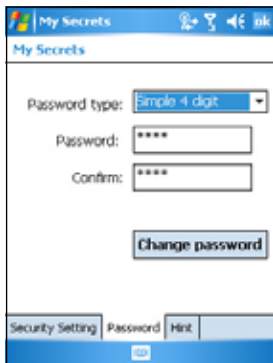 My Secrets ok
My Secrets
Password type: Simple 4 digit
Password: ****
Confirm: ****
Change password
Security Setting Password Hint